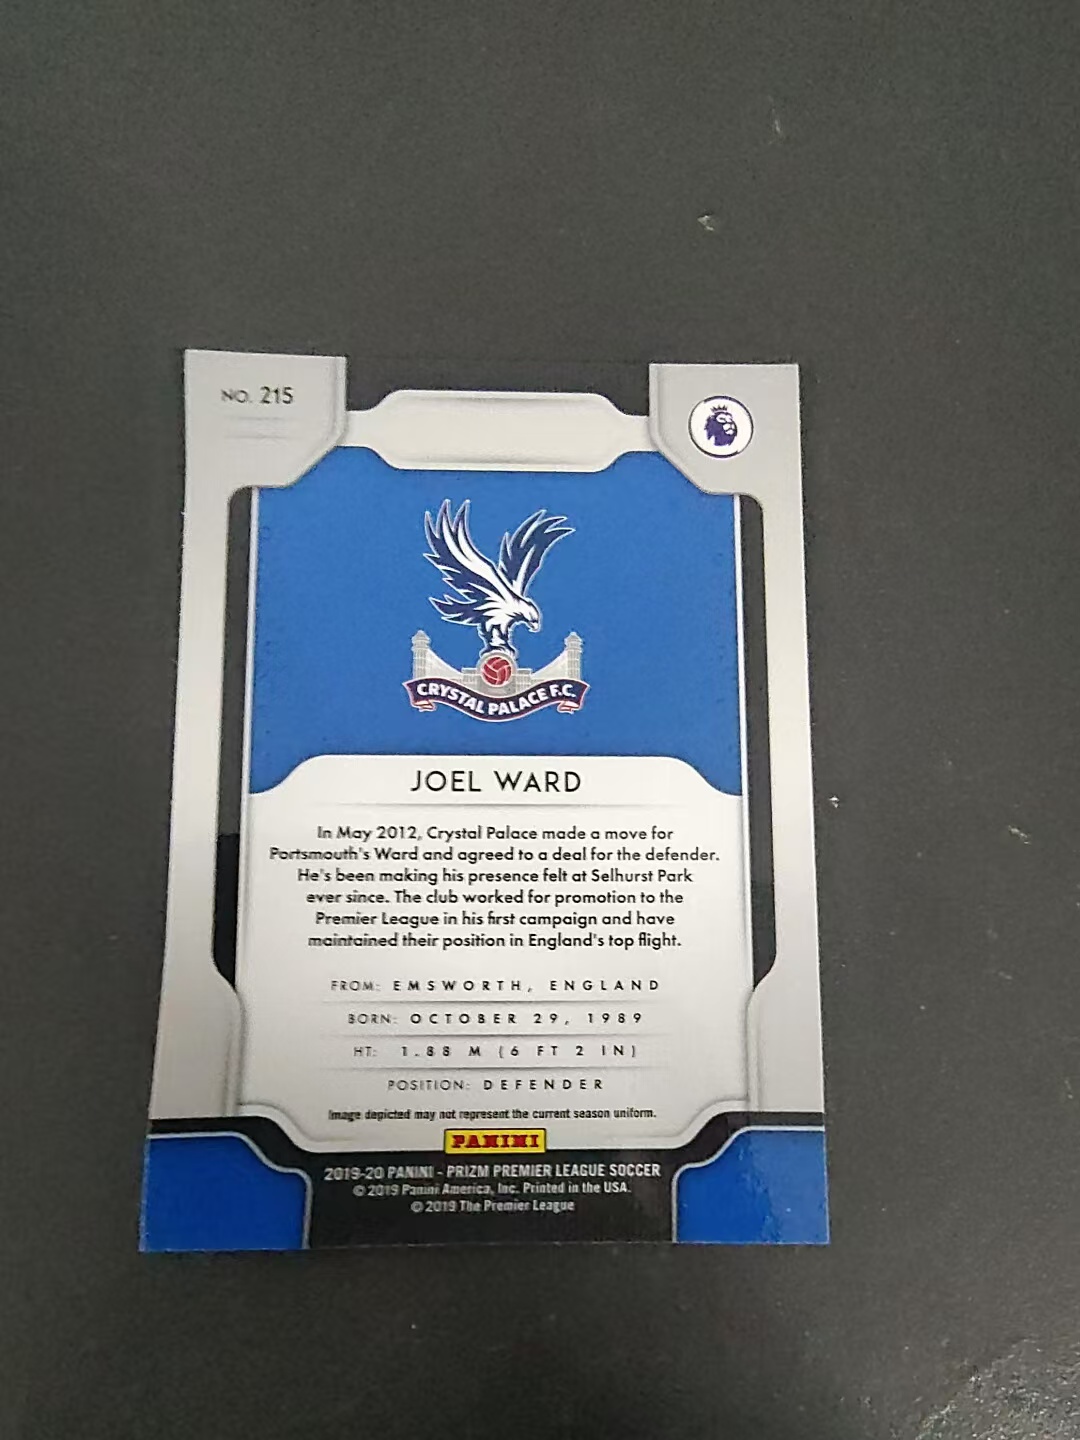 NO. 215
CRYSTAL PALACE F.C.
JOEL WARD
In May 2012, Crystal Palace made a move for
Portsmouth's Ward and agreed to a deal for the defender.
He's been making his presence felt at Selhurst Park
ever since. The club worked for promotion to the
Premier League in his first campaign and have
maintained their position in England's top flight.
FROM: EMSWORTH, ENGLAND
BORN: OCTOBER 29, 1989
HT: 1.88 M (6 FT 2 IN)
POSITION: DEFENDER
Image depicted may not represent the current season uniform.
PANINI
2019-20 PANINI - PRIZM PREMIER LEAGUE SOCCER
© 2019 Panini America, Inc. Printed in the USA.
© 2019 The Premier League